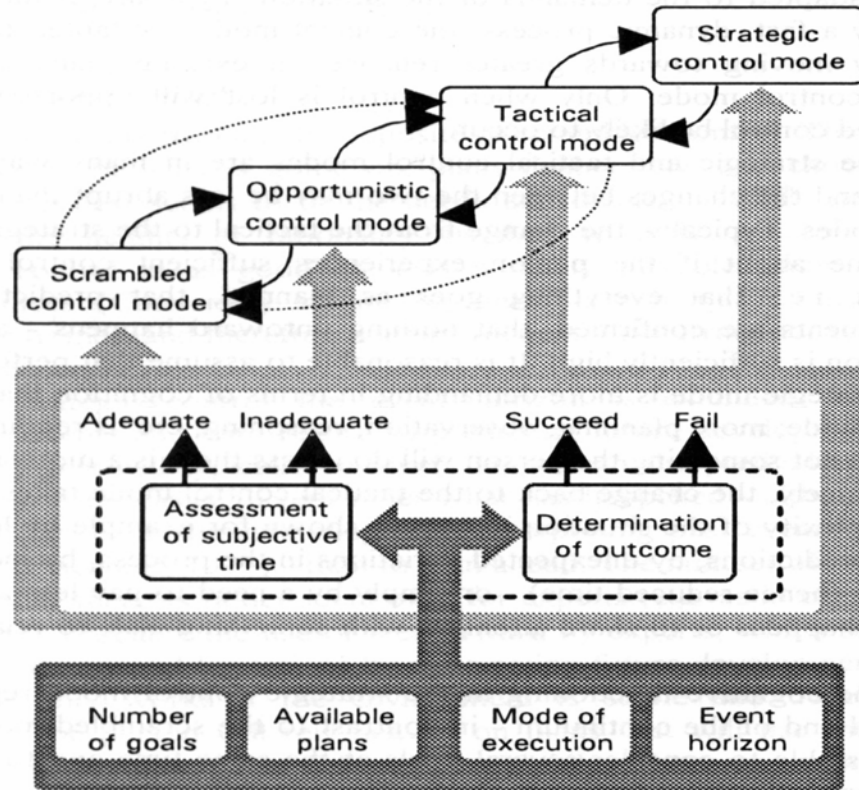 Strategic
control mode
Tactical
control mode
Opportunistic
control mode
Scrambled
control mode
Adequate Inadequate Succeed Fail
Assessment
of subjective
time
Determination
of outcome
Number
of goals
Available
plans
Mode of
execution
Event
horizon